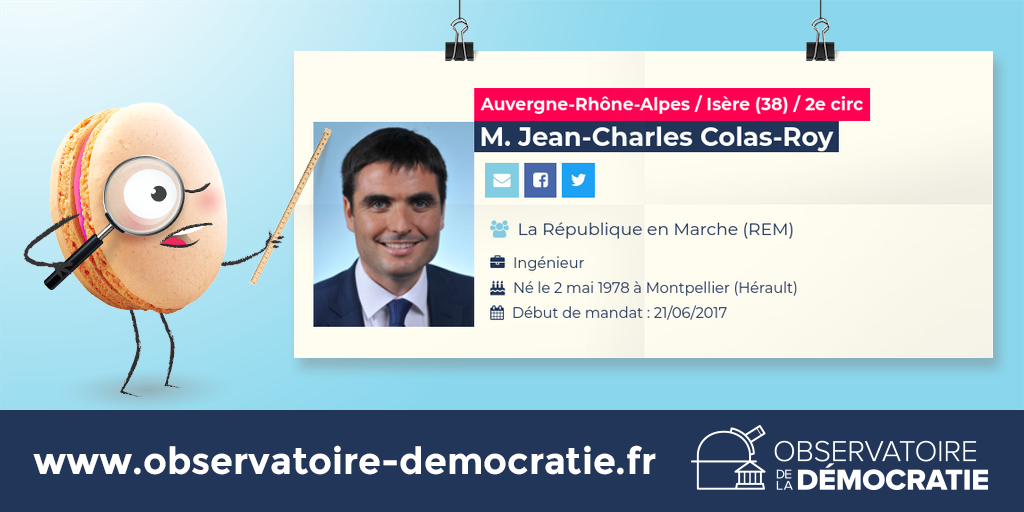 Auvergne-Rhône-Alpes / Isère (38) / 2e circ
M. Jean-Charles Colas-Roy
La République en Marche (REM)
Ingénieur
Né le 2 mai 1978 à Montpellier (Hérault)
Début de mandat : 21/06/2017
www.observatoire-democratie.fr
OBSERVATOIRE
DE LA DÉMOCRATIE